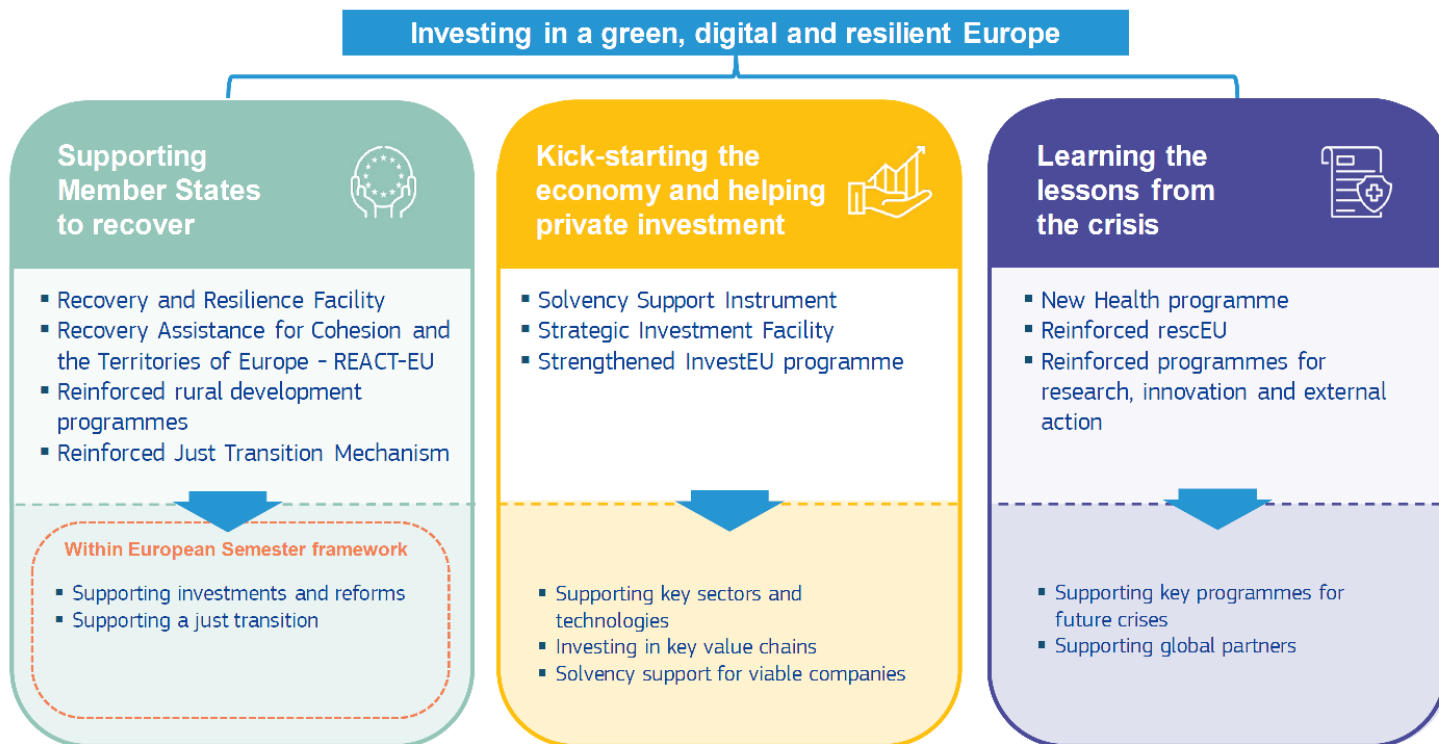 Investing in a green, digital and resilient Europe
Supporting
Member States
to recover
▪ Recovery and Resilience Facility
▪ Recovery Assistance for Cohesion and
the Territories of Europe - REACT-EU
▪ Reinforced rural development
programmes
▪ Reinforced Just Transition Mechanism
Within European Semester framework
▪ Supporting investments and reforms
▪ Supporting a just transition
Kick-starting the
economy and helping
private investment
▪ Solvency Support Instrument
▪ Strategic Investment Facility
▪ Strengthened InvestEU programme
▪ Supporting key sectors and
technologies
▪ Investing in key value chains
▪ Solvency support for viable companies
Learning the
lessons from
the crisis
▪ New Health programme
▪ Reinforced rescEU
▪ Reinforced programmes for
research, innovation and external
action
▪ Supporting key programmes for
future crises
▪ Supporting global partners